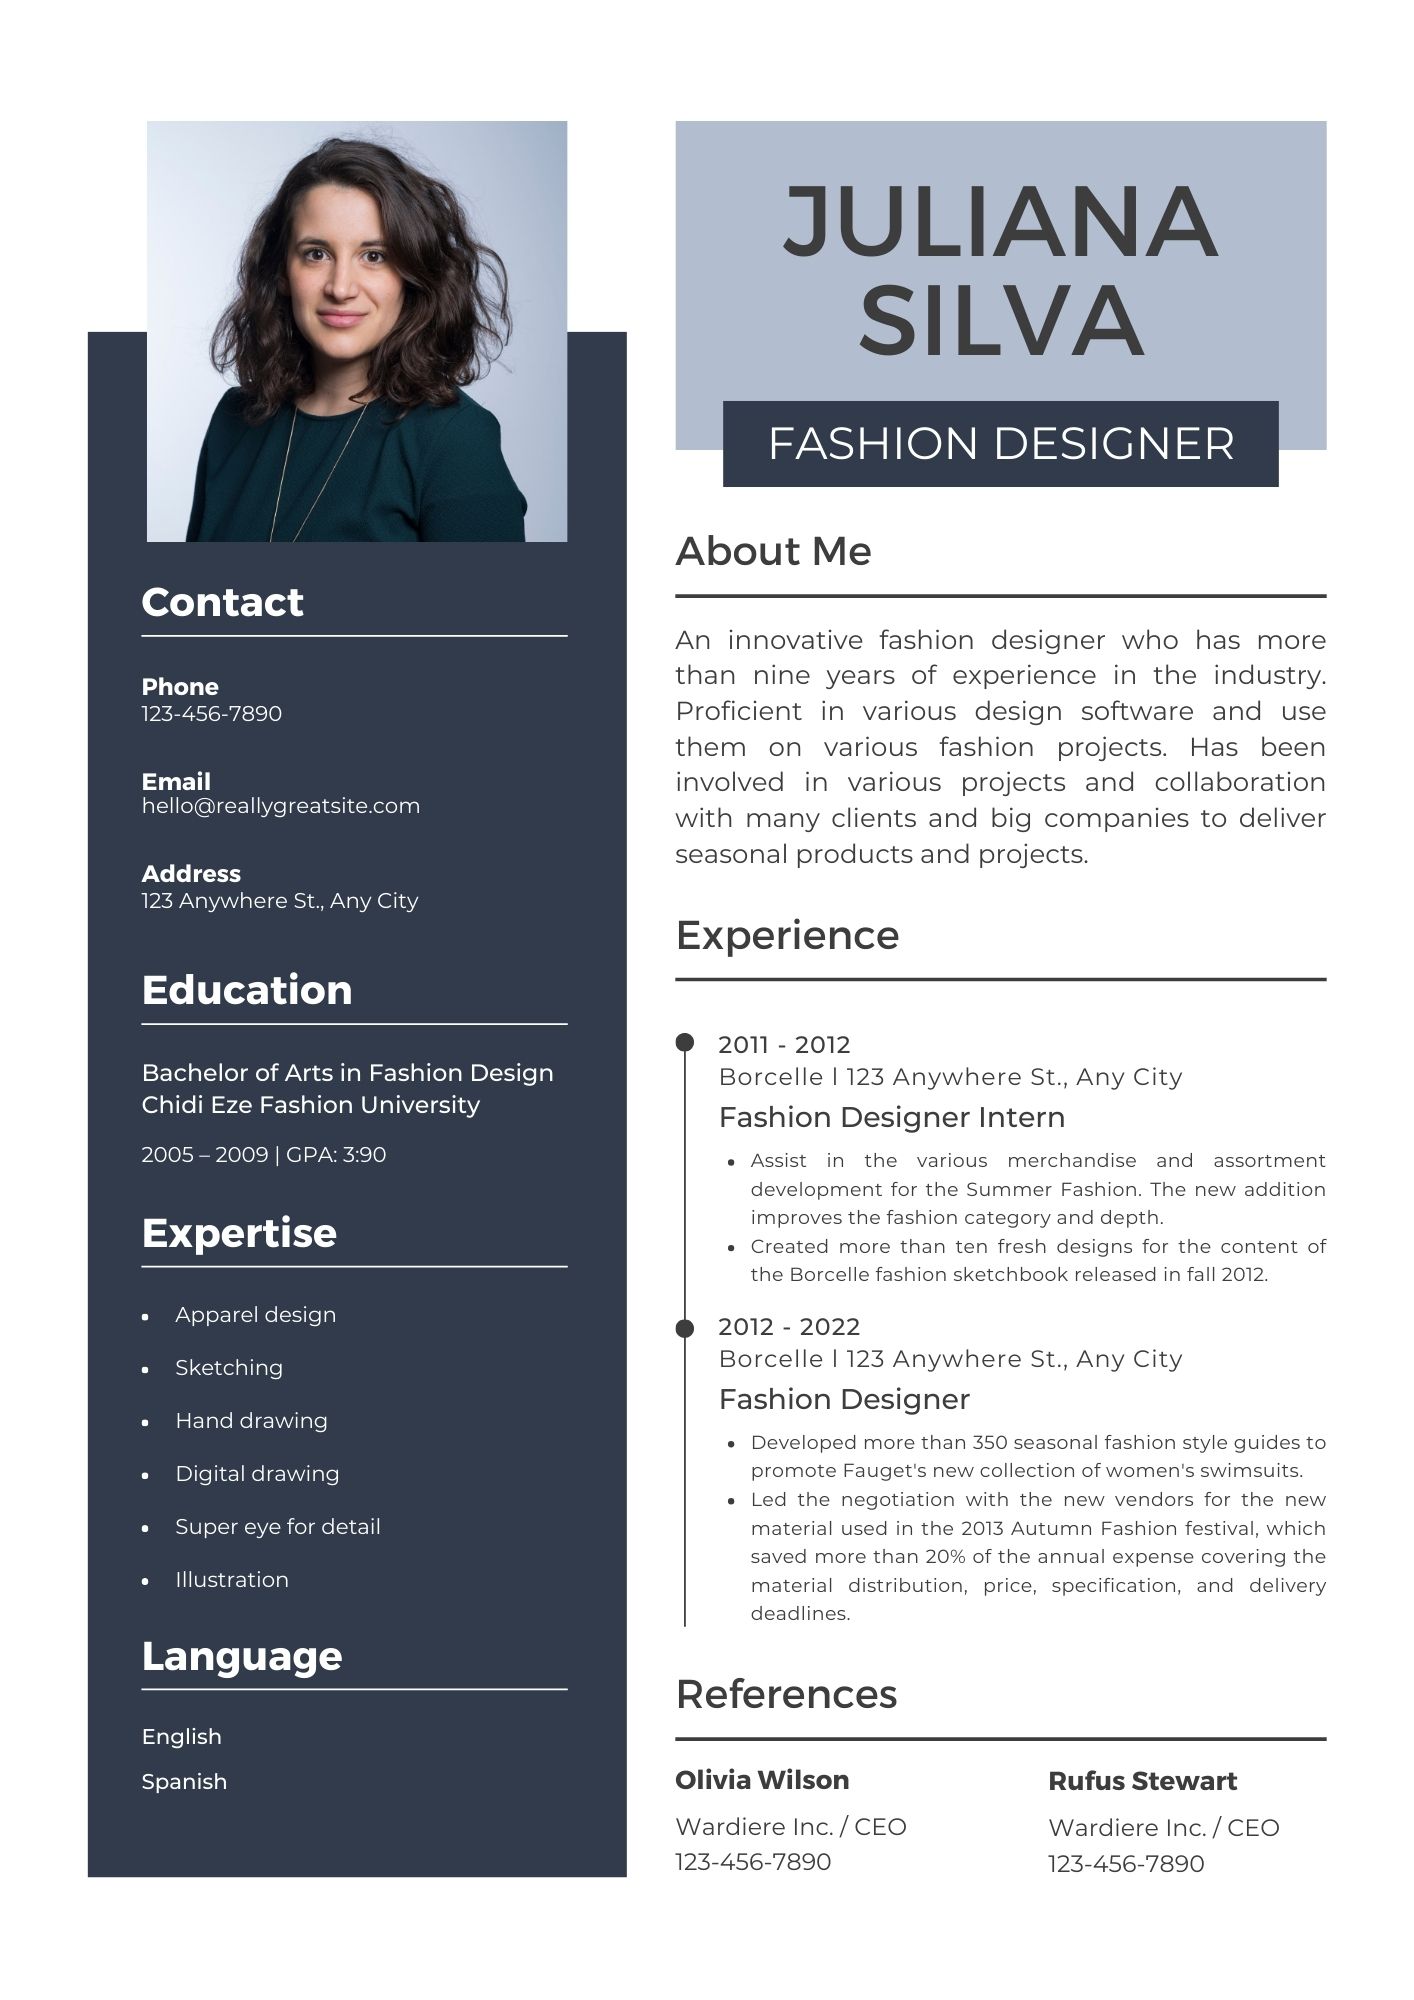 JULIANA
SILVA
FASHION DESIGNER
Contact
Phone
123-456-7890
Email
hello@reallygreatsite.com
Address
123 Anywhere St., Any City
Education
Bachelor of Arts in Fashion Design
Chidi Eze Fashion University
2005 – 2009 | GPA: 3:90
Expertise
• Apparel design
• Sketching
• Hand drawing
• Digital drawing
• Super eye for detail
• Illustration
Language
English
Spanish
About Me
An innovative fashion designer who has more
than nine years of experience in the industry.
Proficient in various design software and use
them on various fashion projects. Has been
involved in various projects and collaboration
with many clients and big companies to deliver
seasonal products and projects.
Experience
2011 - 2012
Borcelle l 123 Anywhere St., Any City
Fashion Designer Intern
• Assist in the various merchandise and assortment
development for the Summer Fashion. The new addition
improves the fashion category and depth.
• Created more than ten fresh designs for the content of
the Borcelle fashion sketchbook released in fall 2012.
2012 - 2022
Borcelle l 123 Anywhere St., Any City
Fashion Designer
• Developed more than 350 seasonal fashion style guides to
promote Fauget's new collection of women's swimsuits.
• Led the negotiation with the new vendors for the new
material used in the 2013 Autumn Fashion festival, which
saved more than 20% of the annual expense covering the
material distribution, price, specification, and delivery
deadlines.
References
Olivia Wilson
Wardiere Inc. / CEO
123-456-7890
Rufus Stewart
Wardiere Inc. / CEO
123-456-7890